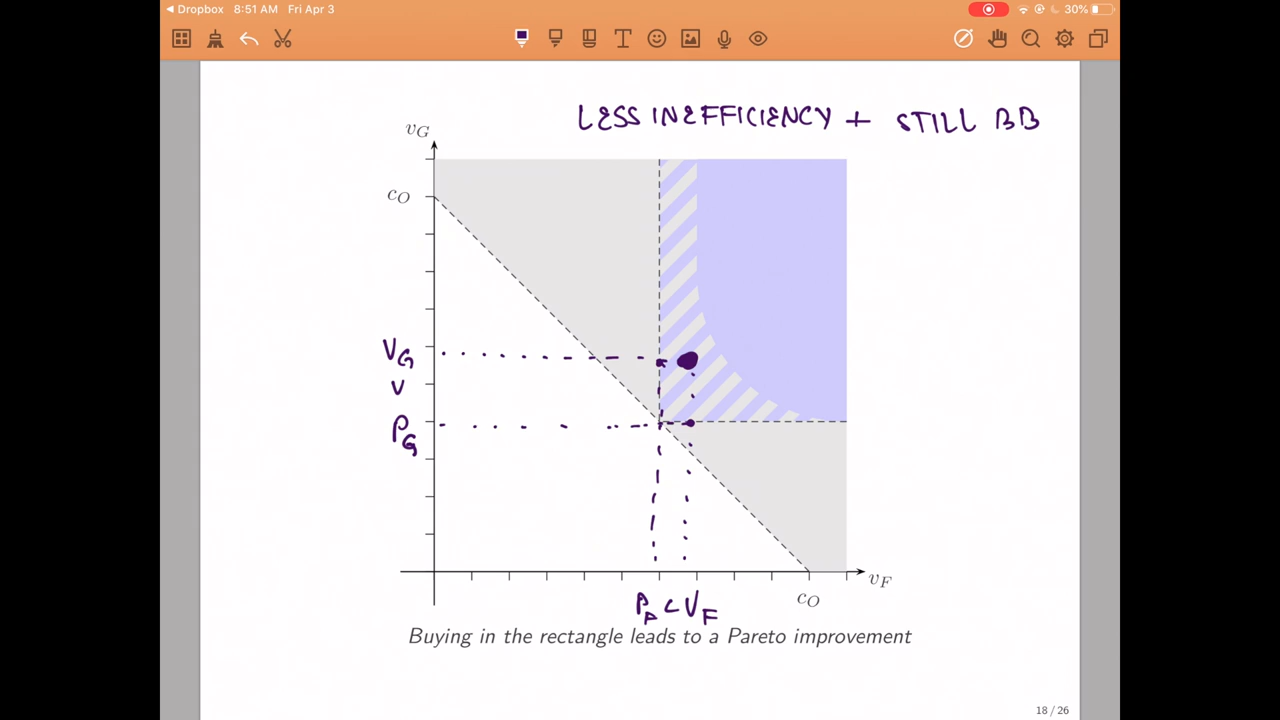 Dropbox 8:51 AM Fri Apr 3 30%
LESS INEFFICIENCY + STILL BB
vG
cO
VG
V
PG
vF
cO
PF < VF
Buying in the rectangle leads to a Pareto improvement
18 / 26